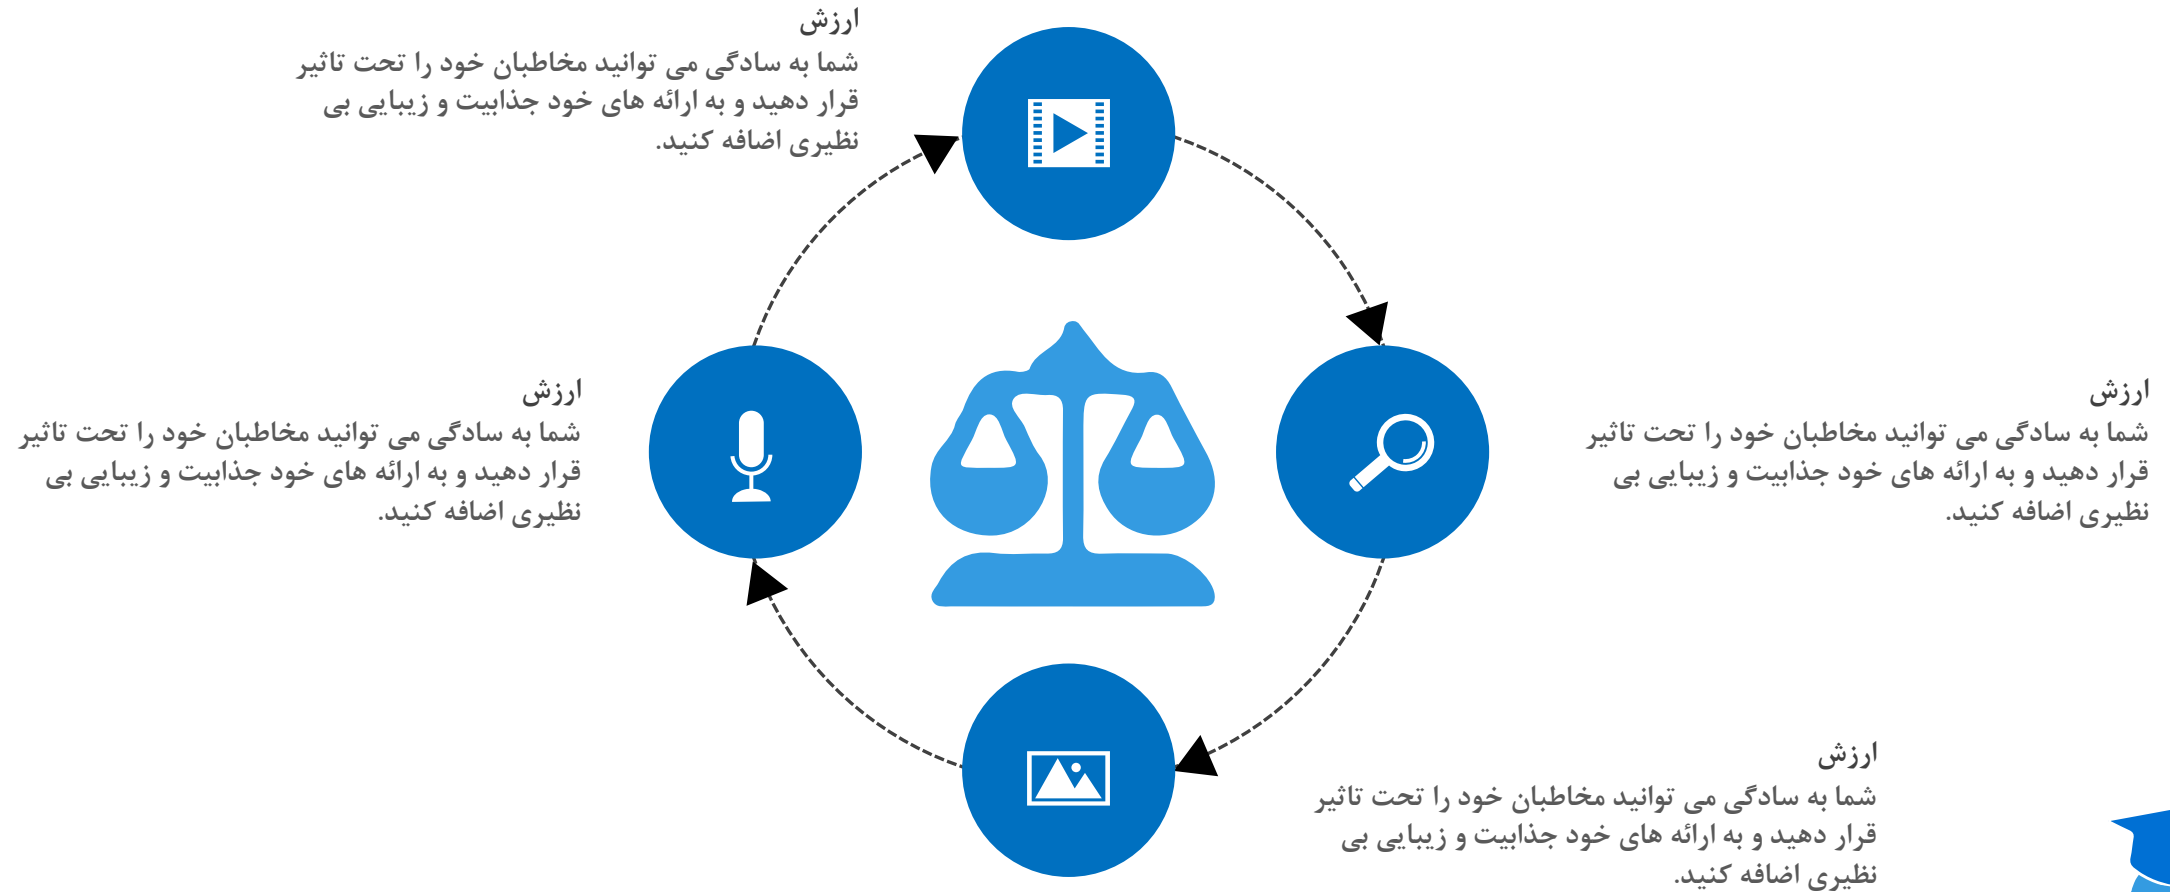 ارزش
شما به سادگی می توانید مخاطبان خود را تحت تاثیر
قرار دهید و به ارائه های خود جذابیت و زیبایی بی
نظیری اضافه کنید.
ارزش
شما به سادگی می توانید مخاطبان خود را تحت تاثیر
قرار دهید و به ارائه های خود جذابیت و زیبایی بی
نظیری اضافه کنید.
ارزش
شما به سادگی می توانید مخاطبان خود را تحت تاثیر
قرار دهید و به ارائه های خود جذابیت و زیبایی بی
نظیری اضافه کنید.
ارزش
شما به سادگی می توانید مخاطبان خود را تحت تاثیر
قرار دهید و به ارائه های خود جذابیت و زیبایی بی
نظیری اضافه کنید.